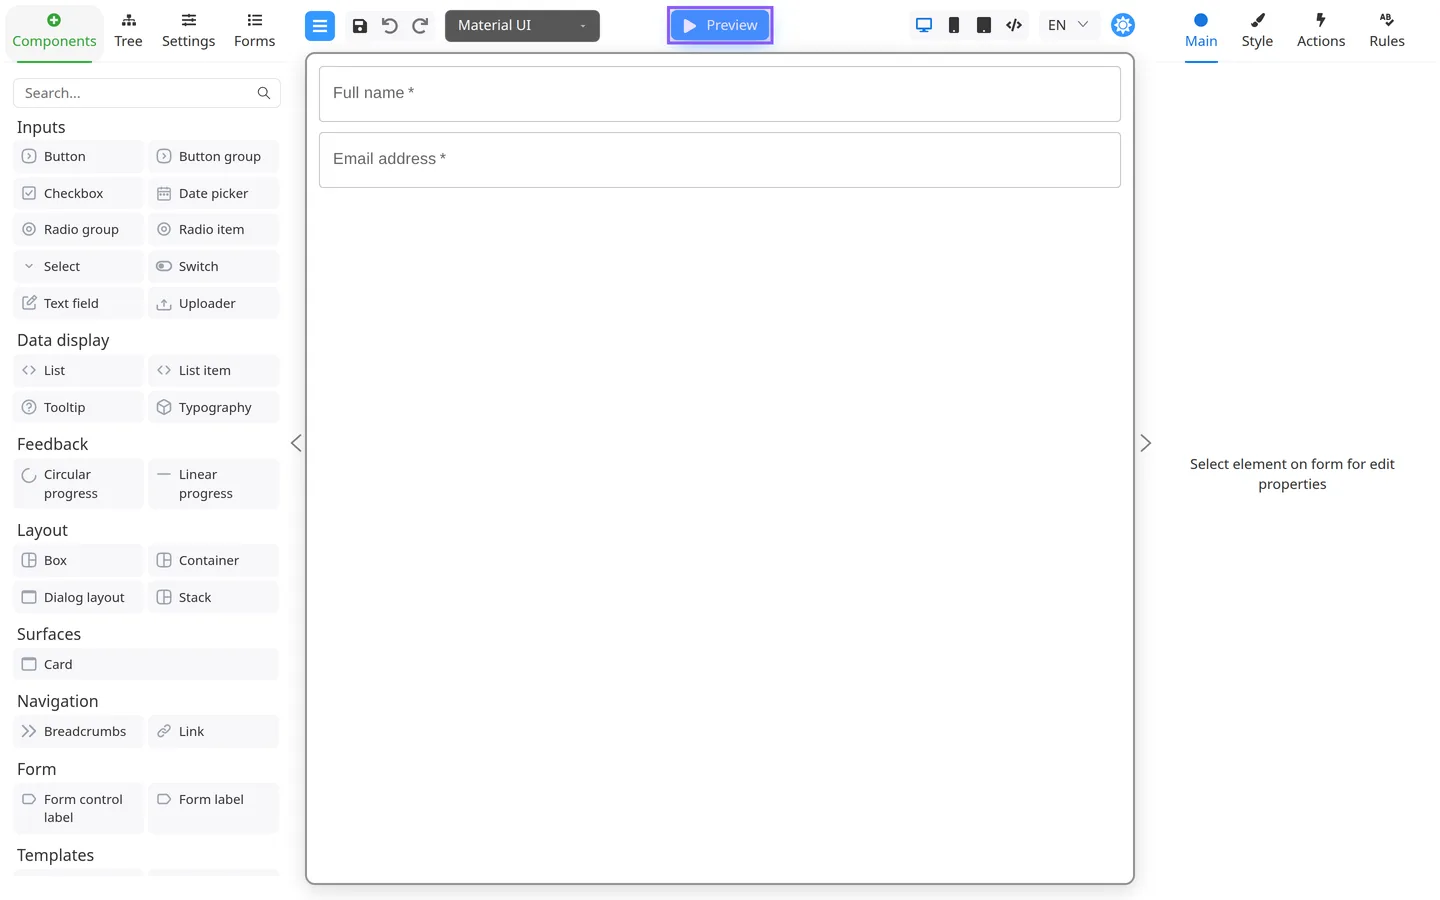 Components
Tree
Settings
Forms
Material UI
Preview
EN
Main
Style
Actions
AB
Rules
Search...
Inputs
Button
Button group
Checkbox
Date picker
Radio group
Radio item
Select
Switch
Text field
Uploader
Data display
List
List item
Tooltip
Typography
Feedback
Circular
progress
Linear
progress
Layout
Box
Container
Dialog layout
Stack
Surfaces
Card
Navigation
Breadcrumbs
Link
Form
Form control
label
Form label
Templates
Full name *
Email address *
Select element on form for edit
properties